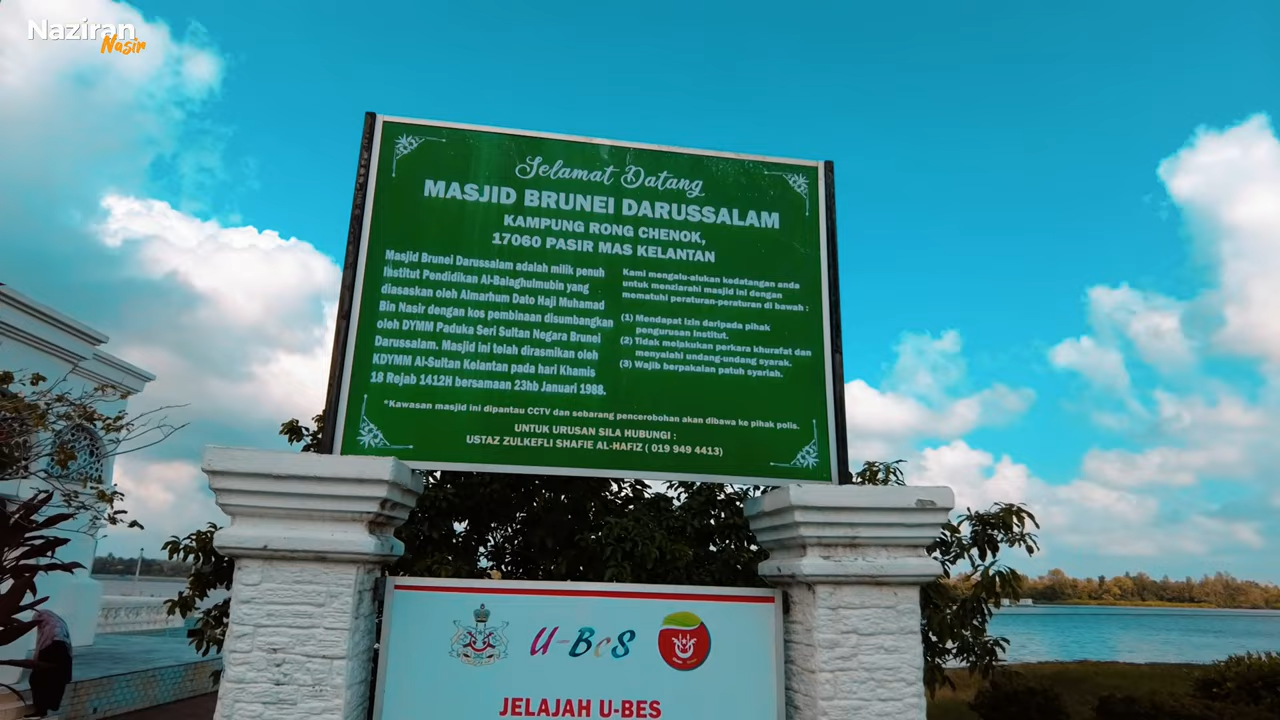 Naziran
Nasir
Selamat Datang
MASJID BRUNEI DARUSSALAM
KAMPUNG RONG CHENOK,
17060 PASIR MAS KELANTAN
Masjid Brunei Darussalam adalah milik penuh
Institut Pendidikan Al-Balaghulmubin yang
diasaskan oleh Almarhum Dato Haji Muhamad
Bin Nasir dengan kos pembinaan disumbangkan
oleh DYMM Paduka Seri Sultan Negara Brunei
Darussalam. Masjid ini telah dirasmikan oleh
KDYMM Al-Sultan Kelantan pada hari Khamis
18 Rejab 1412H bersamaan 23hb Januari 1988.
Kami mengalu-alukan kedatangan anda
untuk menziarahi masjid ini dengan
mematuhi peraturan-peraturan di bawah :
(1) Mendapat izin daripada pihak
pengurusan institut.
(2) Tidak melakukan perkara khurafat dan
menyalahi undang-undang syarak.
(3) Wajib berpakaian patuh syariah.
*Kawasan masjid ini dipantau CCTV dan sebarang pencerobohan akan dibawa ke pihak polis.
UNTUK URUSAN SILA HUBUNGI :
USTAZ ZULKEFLI SHAFIE AL-HAFIZ ( 019 949 4413)
U-BeS
JELAJAH U-BES